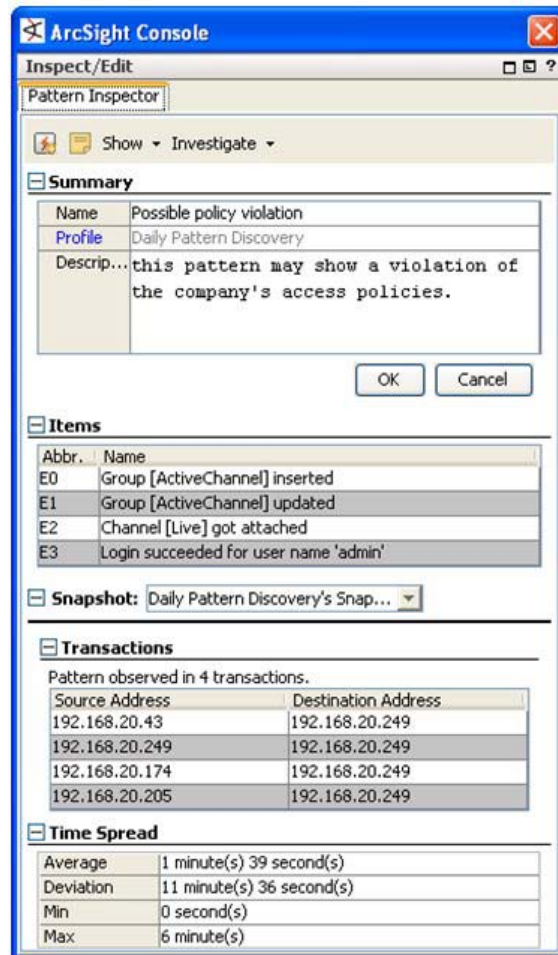 ArcSight Console
Inspect/Edit ?
Pattern Inspector
Show Investigate
Summary
Name Possible policy violation
Profile Daily Pattern Discovery
Descrip... this pattern may show a violation of
the company's access policies.
OK Cancel
Items
Abbr. Name
E0 Group [ActiveChannel] inserted
E1 Group [ActiveChannel] updated
E2 Channel [Live] got attached
E3 Login succeeded for user name 'admin'
Snapshot: Daily Pattern Discovery's Snap...
Transactions
Pattern observed in 4 transactions.
Source Address Destination Address
192.168.20.43 192.168.20.249
192.168.20.249 192.168.20.249
192.168.20.174 192.168.20.249
192.168.20.205 192.168.20.249
Time Spread
Average 1 minute(s) 39 second(s)
Deviation 11 minute(s) 36 second(s)
Min 0 second(s)
Max 6 minute(s)